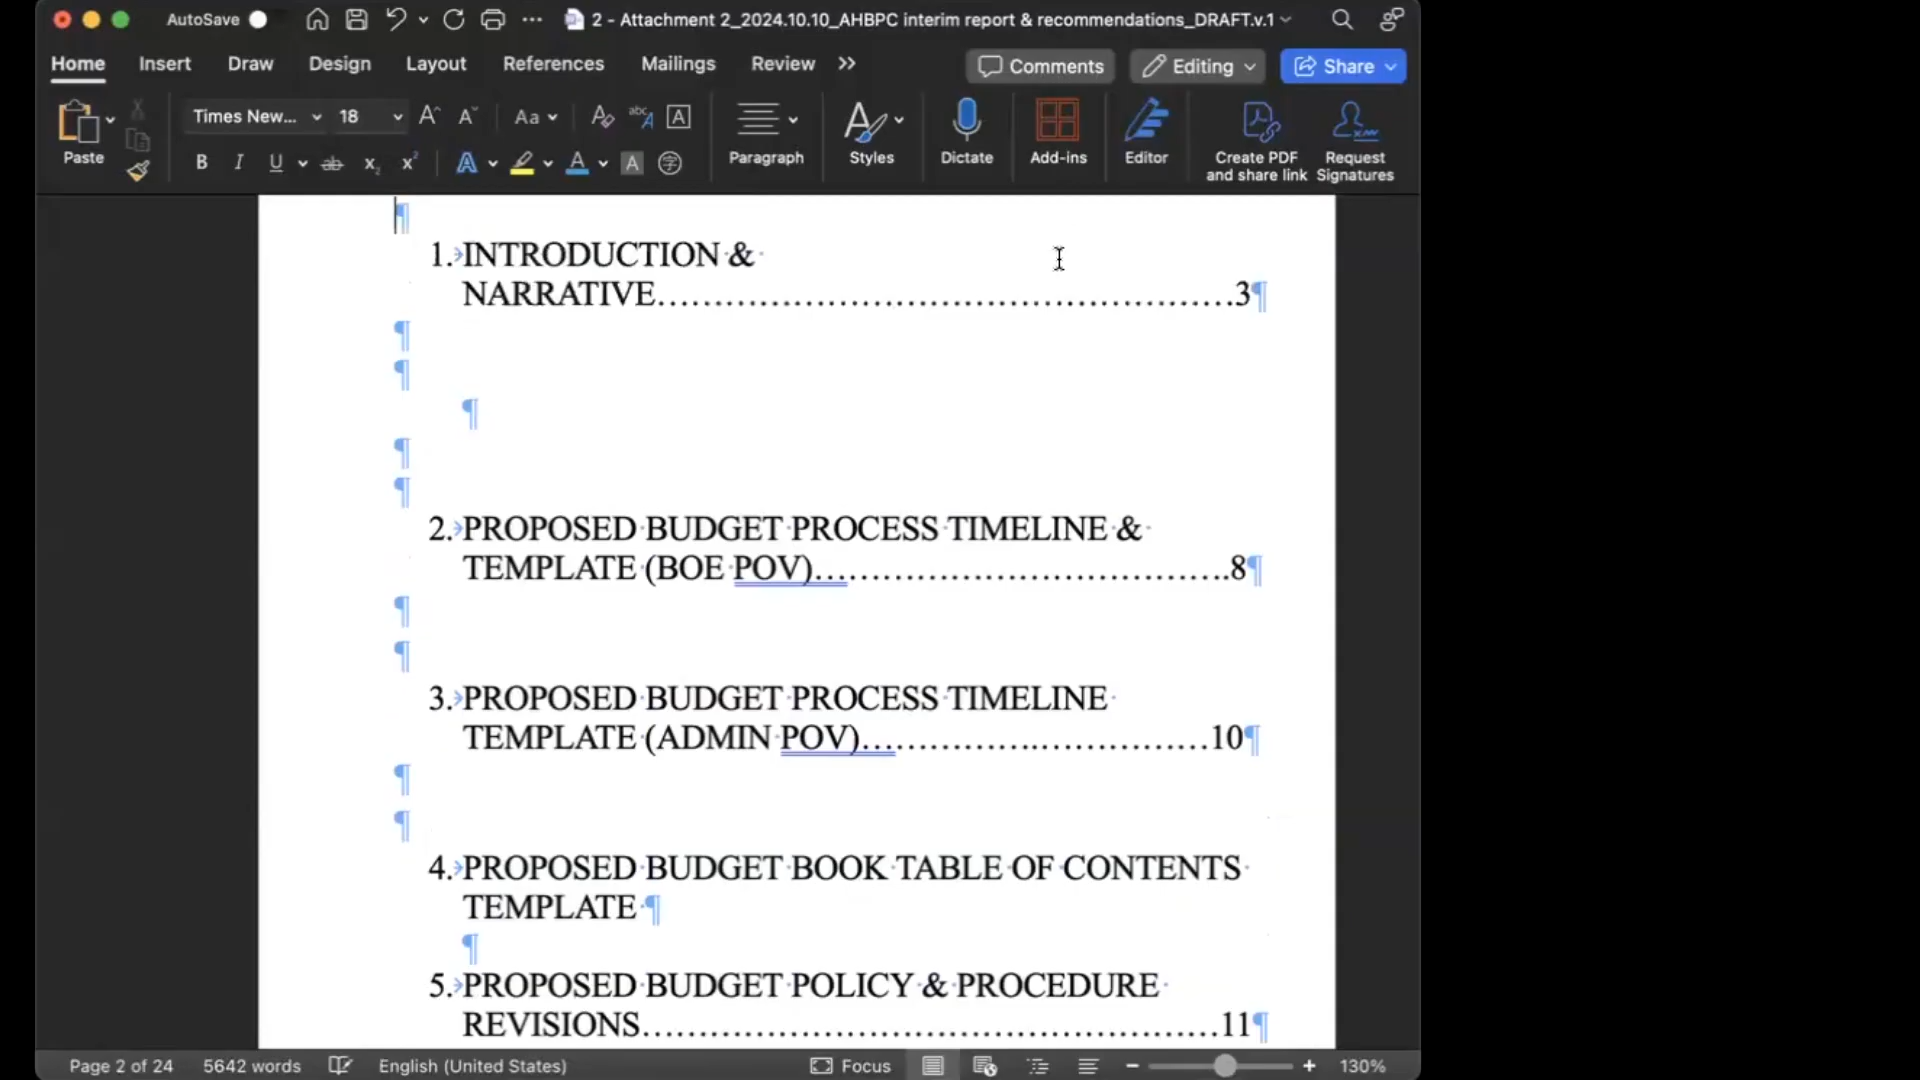 AutoSave
2 - Attachment 2_2024.10.10_AHBPC interim report & recommendations_DRAFT.v.1
Home Insert Draw Design Layout References Mailings Review
Comments Editing Share
Paste
Times New... 18
Aa
A
B I U ab x₂ x² A A A 字
Paragraph
Styles
Dictate
Add-ins
Editor
Create PDF
and share link
Request
Signatures
1. INTRODUCTION &
NARRATIVE……………………………………………3
2. PROPOSED BUDGET PROCESS TIMELINE &
TEMPLATE (BOE POV)……………………………….8
3. PROPOSED BUDGET PROCESS TIMELINE
TEMPLATE (ADMIN POV)…………….……………10
4. PROPOSED BUDGET BOOK TABLE OF CONTENTS
TEMPLATE
5. PROPOSED BUDGET POLICY & PROCEDURE
REVISIONS……………………………………………11
Page 2 of 24 5642 words English (United States) Focus 130%